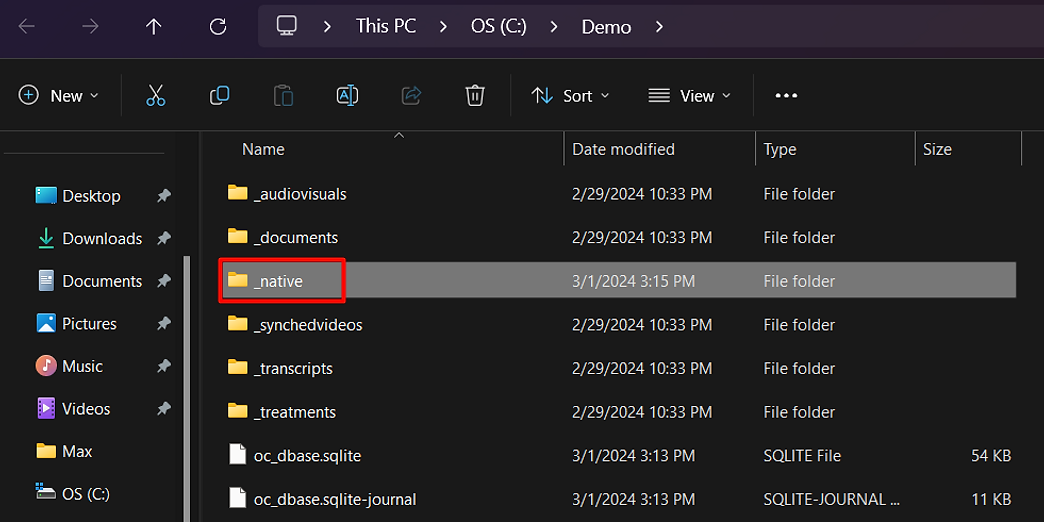 This PC > OS (C:) > Demo >
New Sort View
Name Date modified Type Size
Desktop
Downloads
Documents
Pictures
Music
Videos
Max
OS (C:)
_audiovisuals 2/29/2024 10:33 PM File folder
_documents 2/29/2024 10:33 PM File folder
_native 3/1/2024 3:15 PM File folder
_synchedvideos 2/29/2024 10:33 PM File folder
_transcripts 2/29/2024 10:33 PM File folder
_treatments 2/29/2024 10:33 PM File folder
oc_dbase.sqlite 3/1/2024 3:13 PM SQLITE File 54 KB
oc_dbase.sqlite-journal 3/1/2024 3:13 PM SQLITE-JOURNAL ... 11 KB